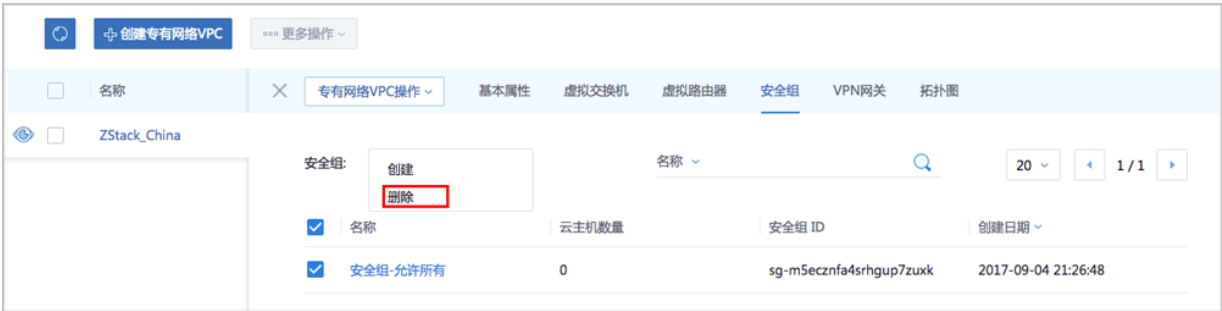 创建专有网络VPC 更多操作
名称 专有网络VPC操作 基本属性 虚拟交换机 虚拟路由器 安全组 VPN网关 拓扑图
ZStack_China
安全组: 创建 名称 20 1 / 1
删除
名称 云主机数量 安全组 ID 创建日期
安全组-允许所有 0 sg-m5ecznfa4srhgup7zuxk 2017-09-04 21:26:48